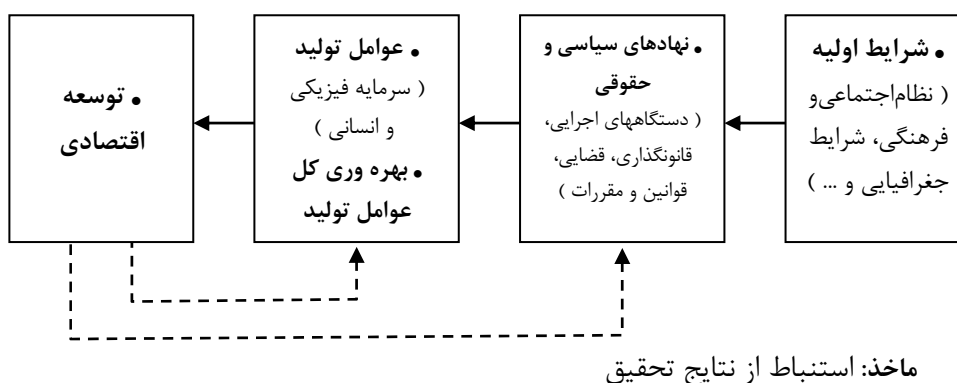 • شرایط اولیه
( نظام‌اجتماعی‌و
فرهنگی، شرایط
جغرافیایی و ... )
• نهادهای سیاسی و
حقوقی
( دستگاههای اجرایی،
قانونگذاری، قضایی،
قوانین و مقررات )
• عوامل تولید
( سرمایه فیزیکی
و انسانی )
• بهره وری کل
عوامل تولید
• توسعه
اقتصادی
ماخذ: استنباط از نتایج تحقیق